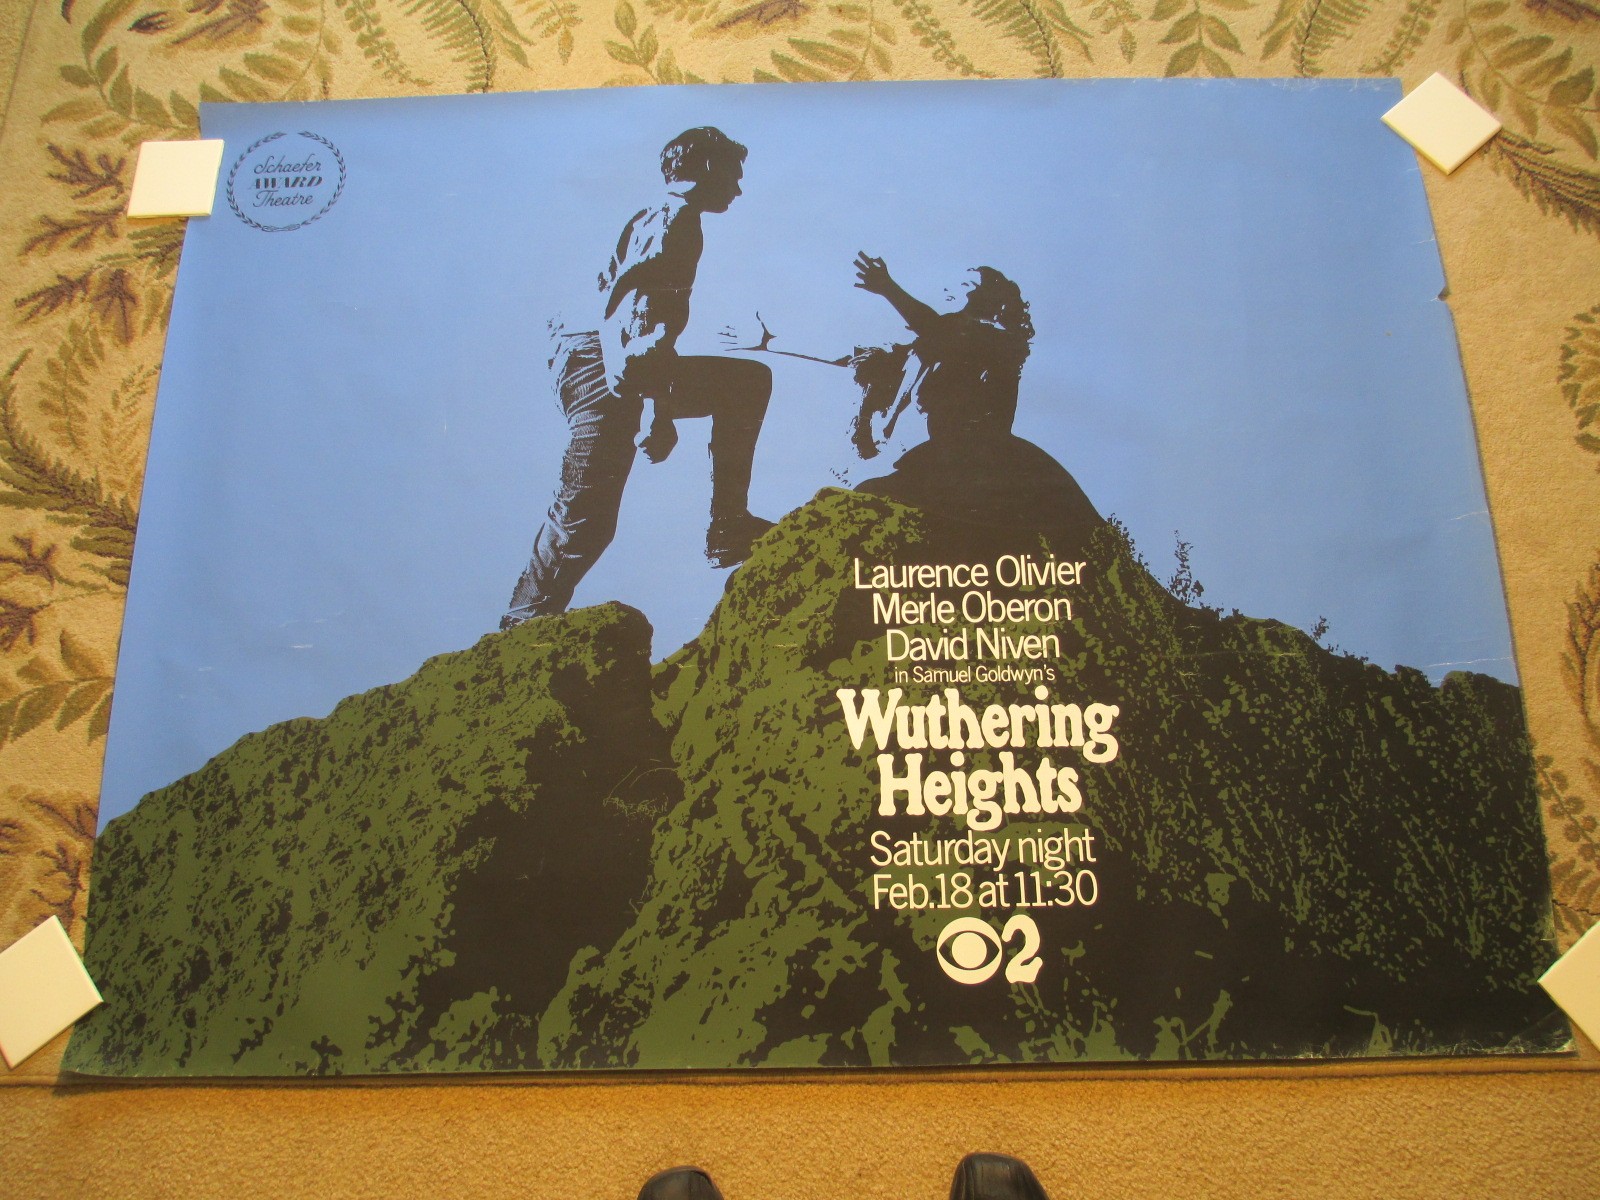 Schaefer
AWARD
Theatre
Laurence Olivier
Merle Oberon
David Niven
in Samuel Goldwyn's
Wuthering
Heights
Saturday night
Feb.18 at 11:30
2